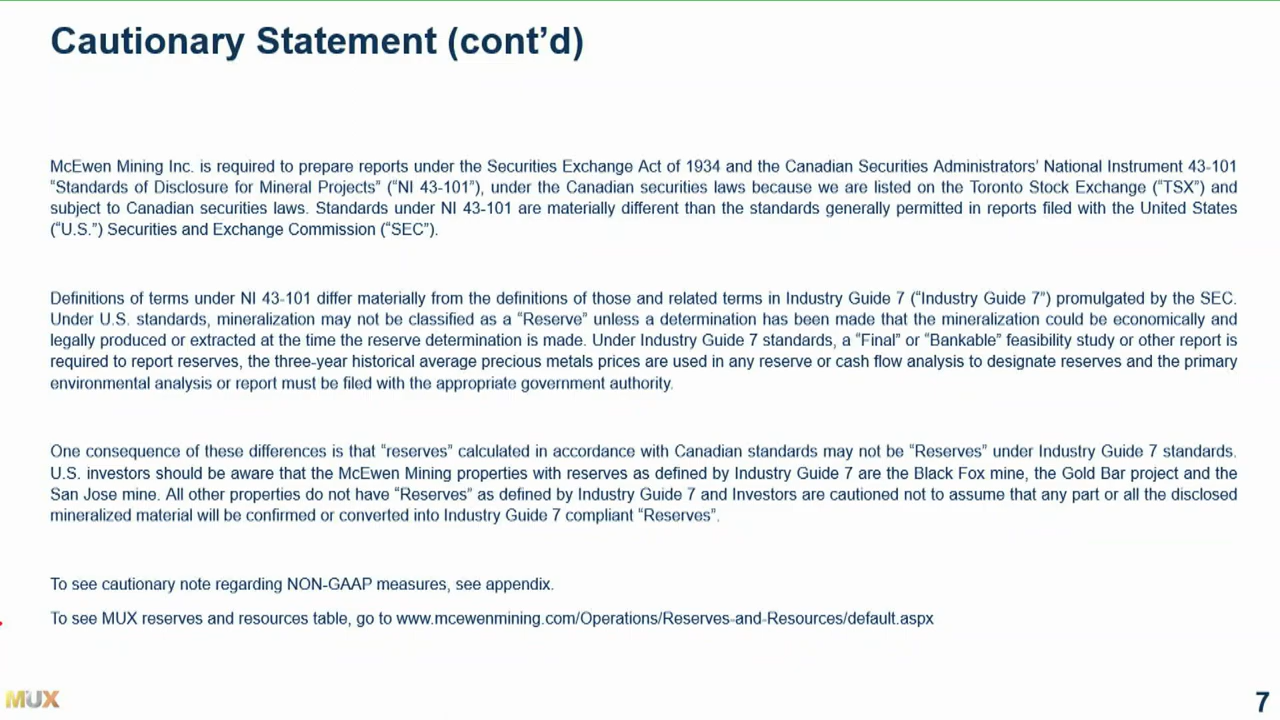 Cautionary Statement (cont’d)
McEwen Mining Inc. is required to prepare reports under the Securities Exchange Act of 1934 and the Canadian Securities Administrators’ National Instrument 43-101
“Standards of Disclosure for Mineral Projects” (“NI 43-101”), under the Canadian securities laws because we are listed on the Toronto Stock Exchange (“TSX”) and
subject to Canadian securities laws. Standards under NI 43-101 are materially different than the standards generally permitted in reports filed with the United States
(“U.S.”) Securities and Exchange Commission (“SEC”).
Definitions of terms under NI 43-101 differ materially from the definitions of those and related terms in Industry Guide 7 (“Industry Guide 7”) promulgated by the SEC.
Under U.S. standards, mineralization may not be classified as a “Reserve” unless a determination has been made that the mineralization could be economically and
legally produced or extracted at the time the reserve determination is made. Under Industry Guide 7 standards, a “Final” or “Bankable” feasibility study or other report is
required to report reserves, the three-year historical average precious metals prices are used in any reserve or cash flow analysis to designate reserves and the primary
environmental analysis or report must be filed with the appropriate government authority.
One consequence of these differences is that “reserves” calculated in accordance with Canadian standards may not be “Reserves” under Industry Guide 7 standards.
U.S. investors should be aware that the McEwen Mining properties with reserves as defined by Industry Guide 7 are the Black Fox mine, the Gold Bar project and the
San Jose mine. All other properties do not have “Reserves” as defined by Industry Guide 7 and Investors are cautioned not to assume that any part or all the disclosed
mineralized material will be confirmed or converted into Industry Guide 7 compliant “Reserves”.
To see cautionary note regarding NON-GAAP measures, see appendix.
To see MUX reserves and resources table, go to www.mcewenmining.com/Operations/Reserves-and-Resources/default.aspx
MUX
7